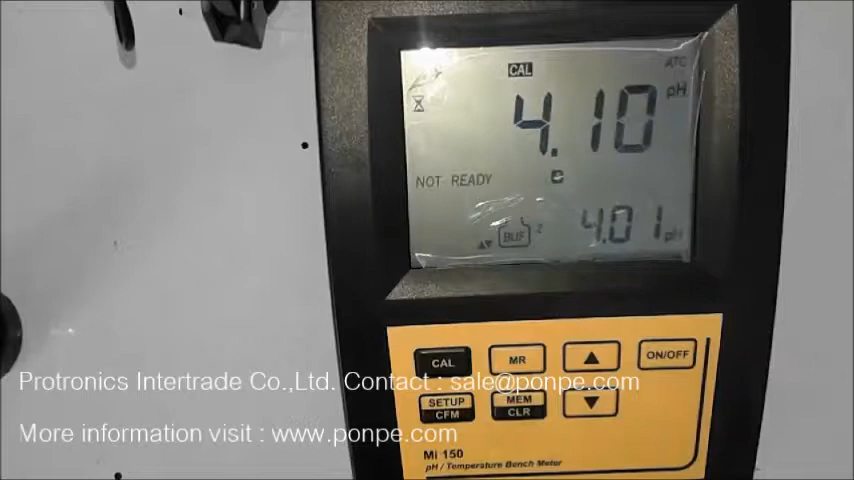 CAL
ATC
4.10 pH
NOT READY
BUF 2
4.01 pH
CAL
MR
▲
ON/OFF
SETUP
CFM
MEM
CLR
▼
Mi 150
pH / Temperature Bench Meter
Protronics Intertrade Co.,Ltd. Contact : sale@ponpe.com
More information visit : www.ponpe.com